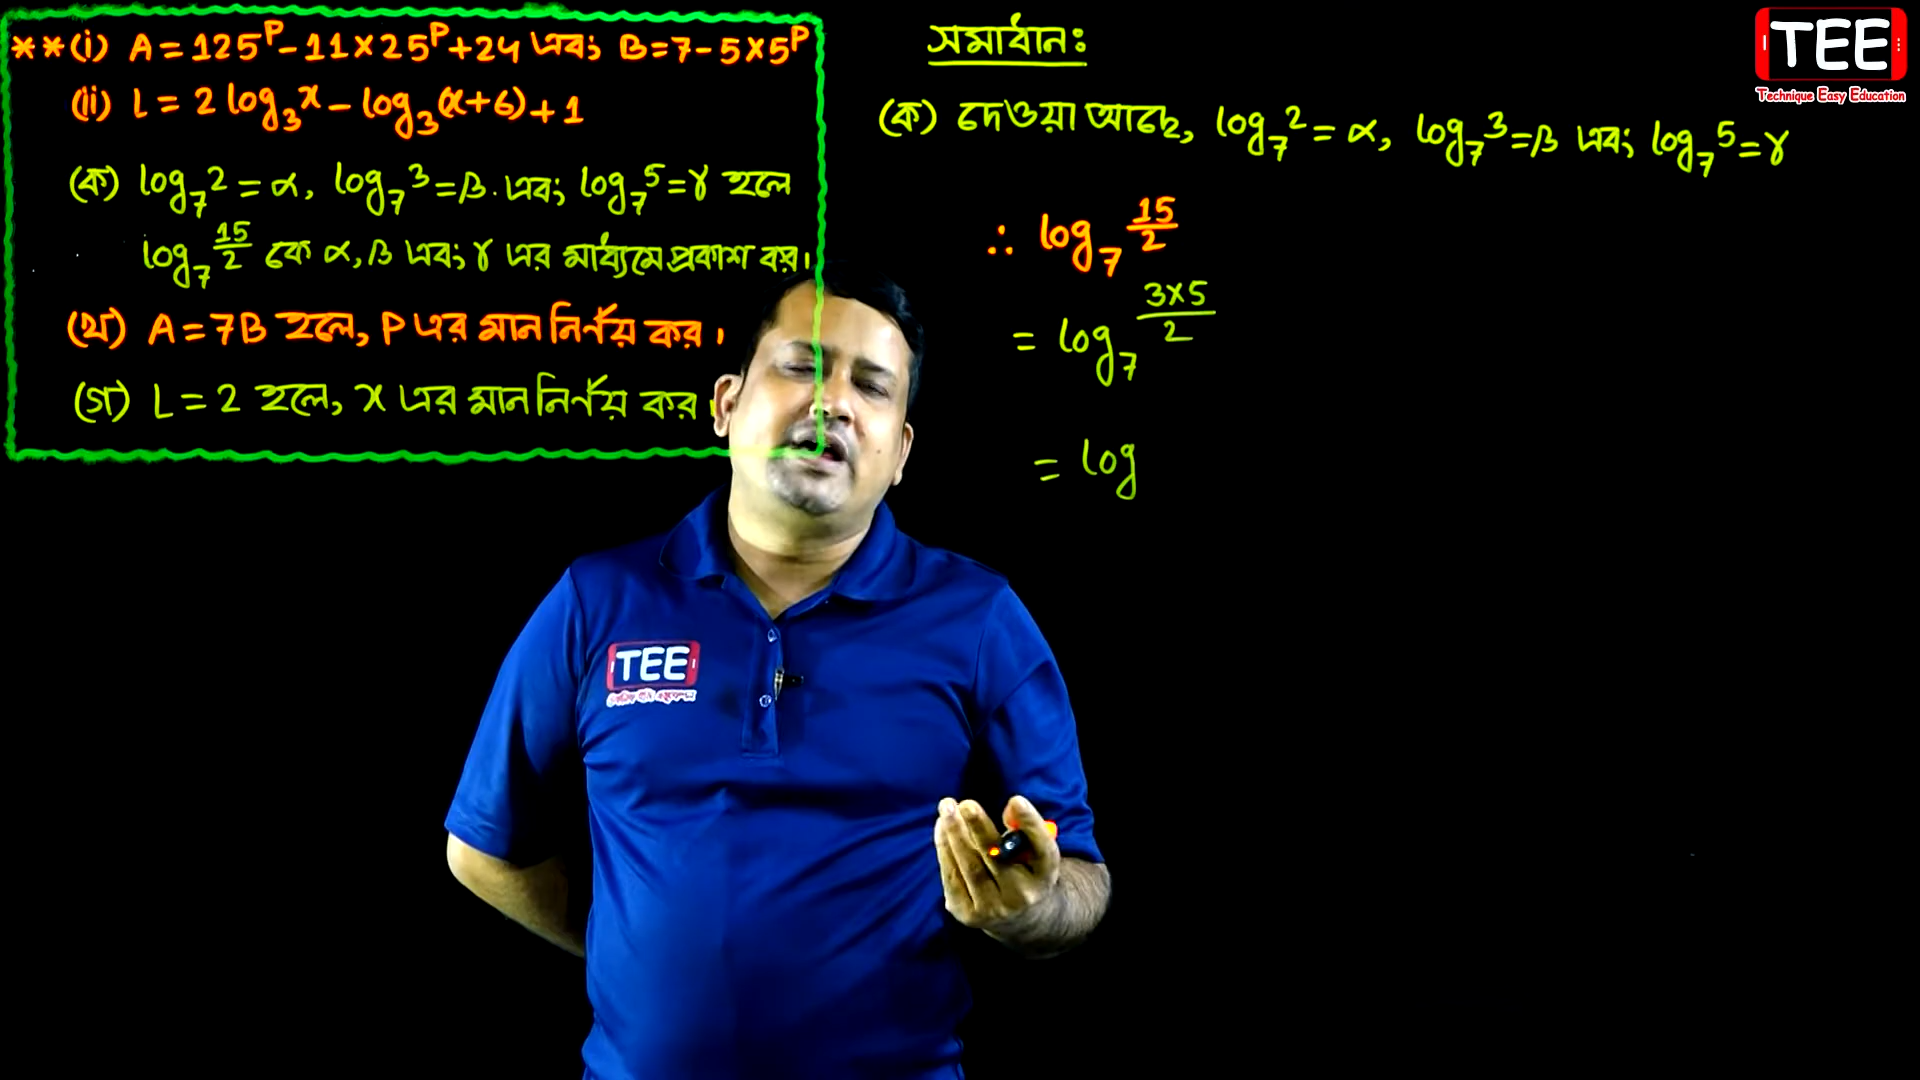 **(i) A = 125^P - 11×25^P + 24 এবং B = 7 - 5×5^P
(ii) L = 2 log₃x - log₃(x+6) + 1
(ক) log₇2 = α, log₇3 = β. এবং log₇5 = γ হলে
log₇ 15/2 কে α, β এবং γ এর মাধ্যমে প্রকাশ কর।
(খ) A = 7B হলে, P এর মান নির্ণয় কর।
(গ) L = 2 হলে, x এর মান নির্ণয় কর।
সমাধানঃ
(ক) দেওয়া আছে, log₇2 = α, log₇3 = β এবং log₇5 = γ
∴ log₇ 15/2
= log₇ 3×5/2
= log
TEE
Technique Easy Education
TEE